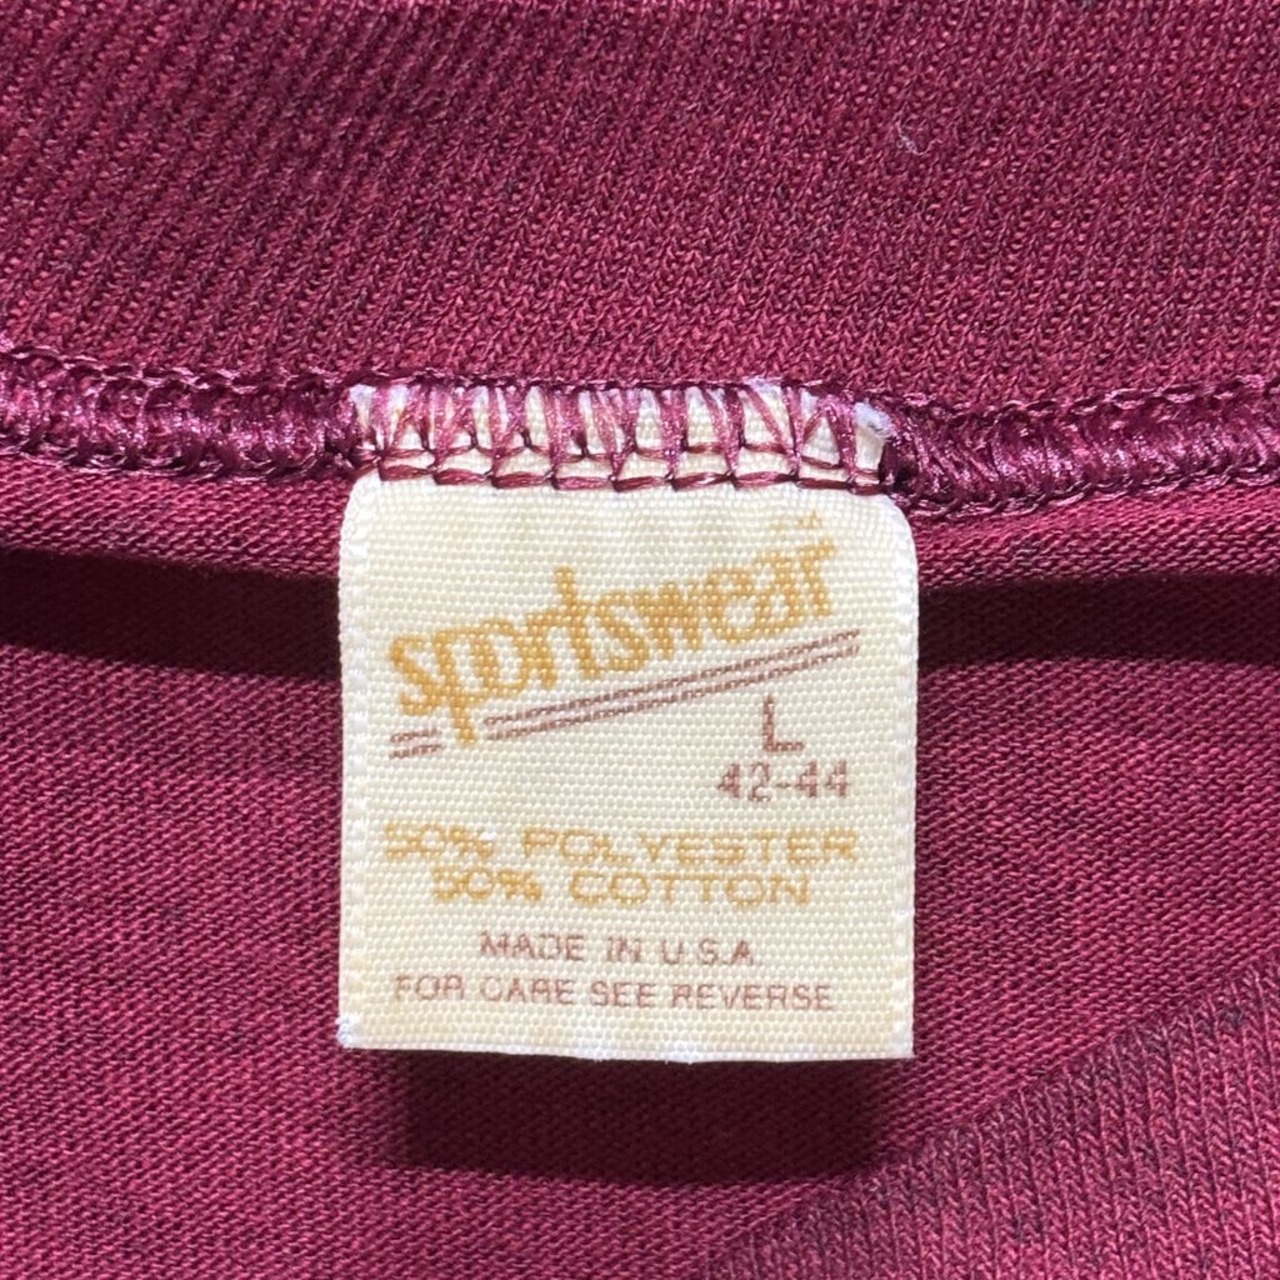 sportswear
L
42-44
50% POLYESTER
50% COTTON
MADE IN U.S.A.
FOR CARE SEE REVERSE